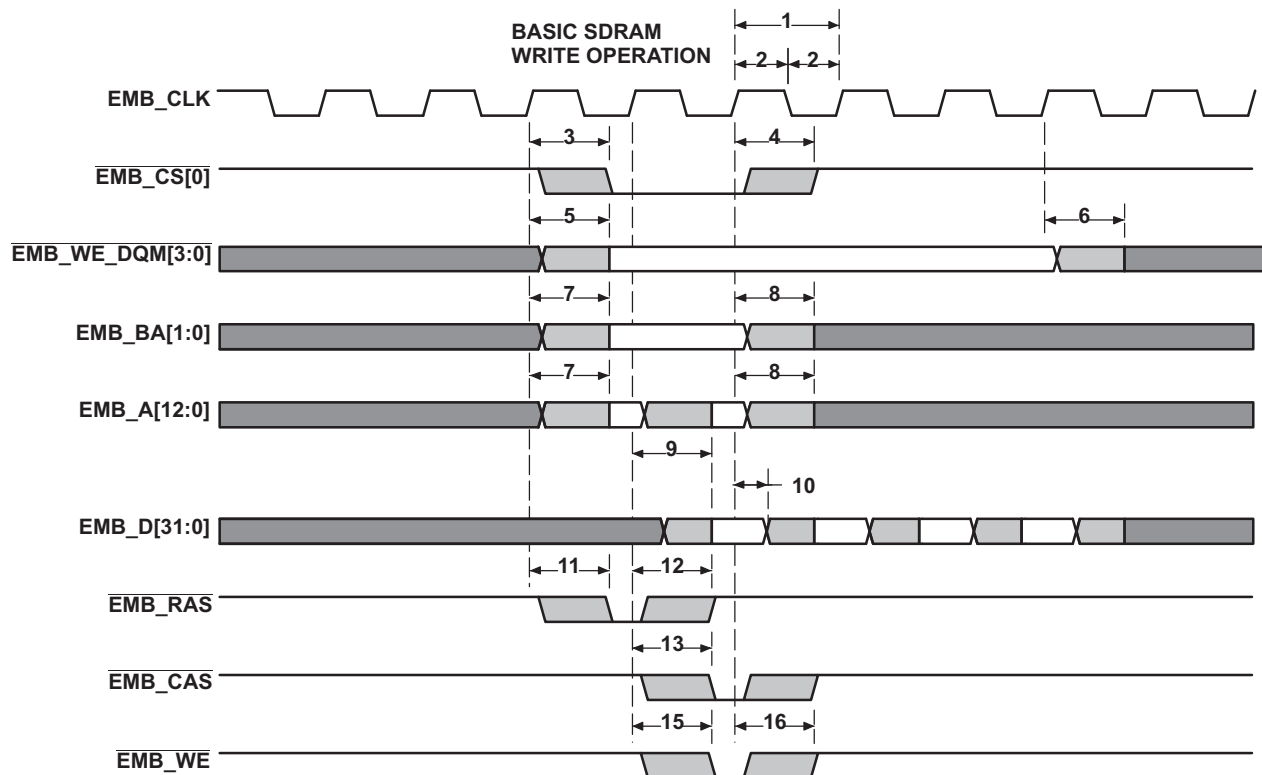 1
BASIC SDRAM
WRITE OPERATION
2 2
EMB_CLK
3 4
EMB_CS[0]
5 6
EMB_WE_DQM[3:0]
7 8
EMB_BA[1:0]
7 8
EMB_A[12:0]
9
10
EMB_D[31:0]
11 12
EMB_RAS
13
EMB_CAS
15 16
EMB_WE